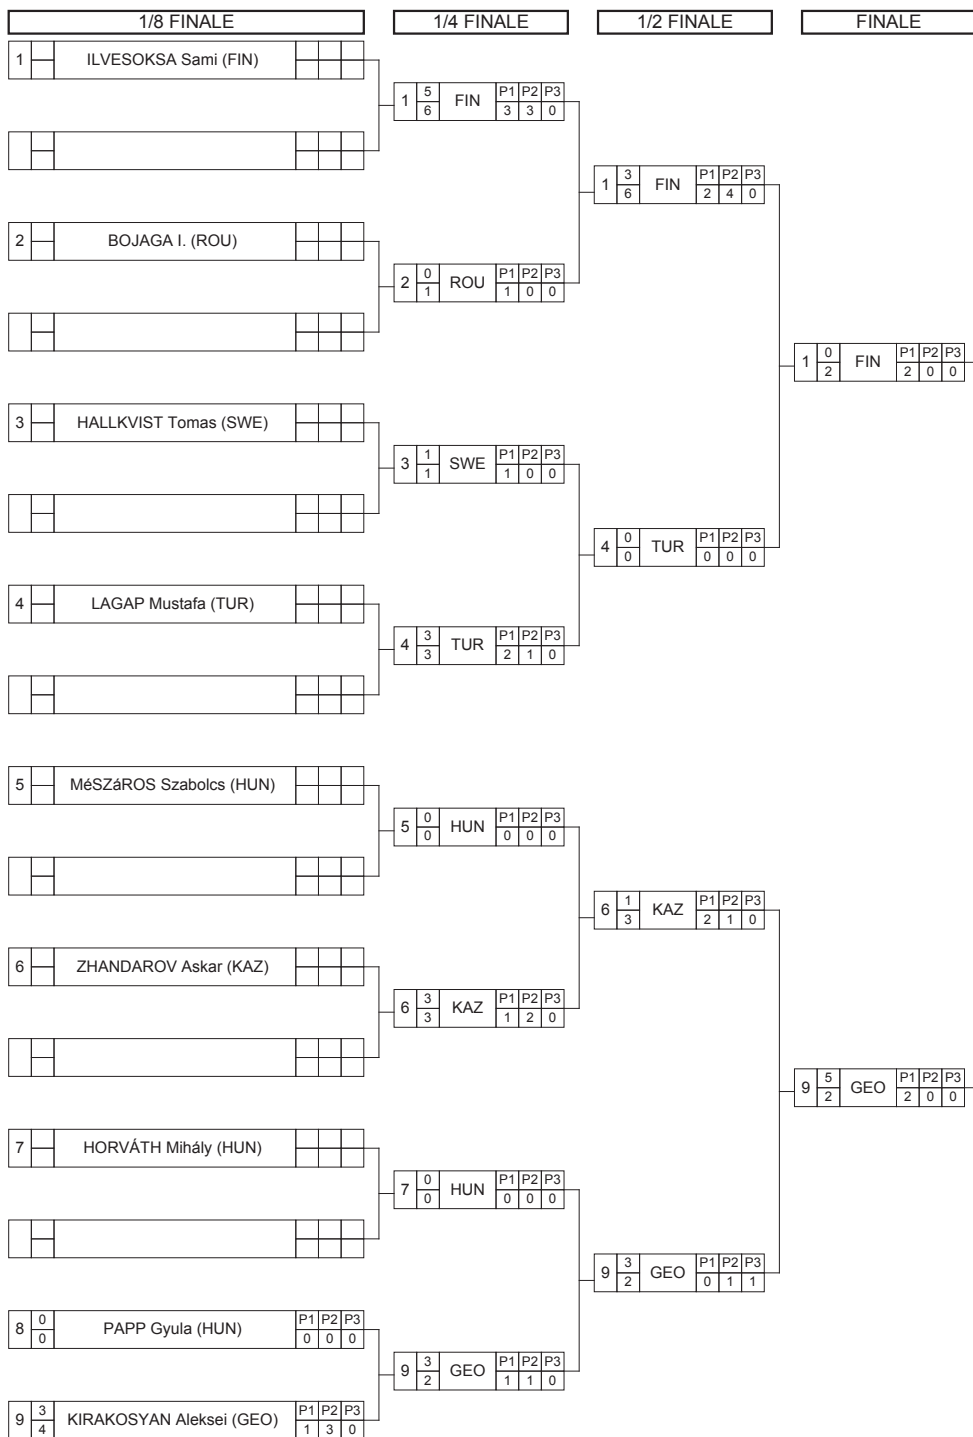 1/8 FINALE 1/4 FINALE 1/2 FINALE FINALE
1 ILVESOKSA Sami (FIN)
1 5 6 FIN P1 P2 P3 3 3 0
1 3 6 FIN P1 P2 P3 2 4 0
2 BOJAGA I. (ROU)
2 0 1 ROU P1 P2 P3 1 0 0
1 0 2 FIN P1 P2 P3 2 0 0
3 HALLKVIST Tomas (SWE)
3 1 1 SWE P1 P2 P3 1 0 0
4 0 0 TUR P1 P2 P3 0 0 0
4 LAGAP Mustafa (TUR)
4 3 3 TUR P1 P2 P3 2 1 0
5 MéSZáROS Szabolcs (HUN)
5 0 0 HUN P1 P2 P3 0 0 0
6 1 3 KAZ P1 P2 P3 2 1 0
6 ZHANDAROV Askar (KAZ)
6 3 3 KAZ P1 P2 P3 1 2 0
9 5 2 GEO P1 P2 P3 2 0 0
7 HORVÁTH Mihály (HUN)
7 0 0 HUN P1 P2 P3 0 0 0
9 3 2 GEO P1 P2 P3 0 1 1
8 0 0 PAPP Gyula (HUN) P1 P2 P3 0 0 0
9 3 2 GEO P1 P2 P3 1 1 0
9 3 4 KIRAKOSYAN Aleksei (GEO) P1 P2 P3 1 3 0